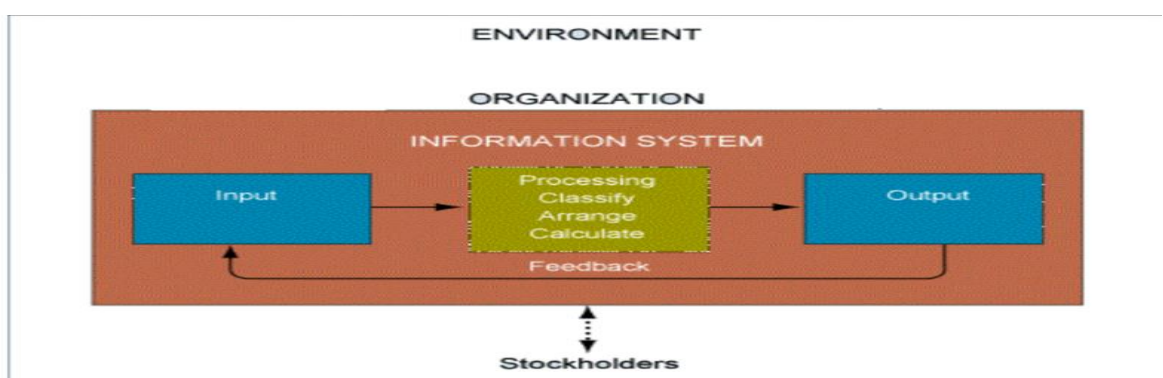 ENVIRONMENT
ORGANIZATION
INFORMATION SYSTEM
Input
Processing
Classify
Arrange
Calculate
Output
Feedback
Stockholders